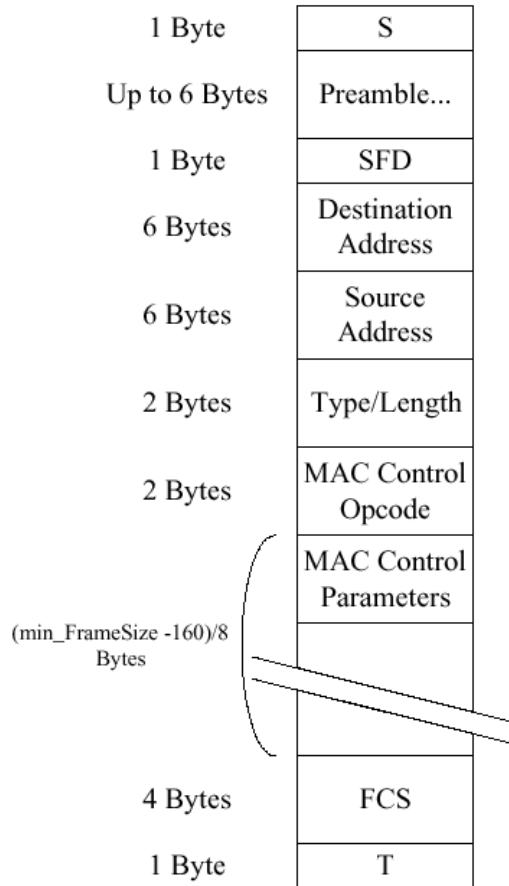 1 Byte S
Up to 6 Bytes Preamble...
1 Byte SFD
6 Bytes Destination
Address
6 Bytes Source
Address
2 Bytes Type/Length
2 Bytes MAC Control
Opcode
MAC Control
Parameters
(min_FrameSize -160)/8
Bytes
4 Bytes FCS
1 Byte T